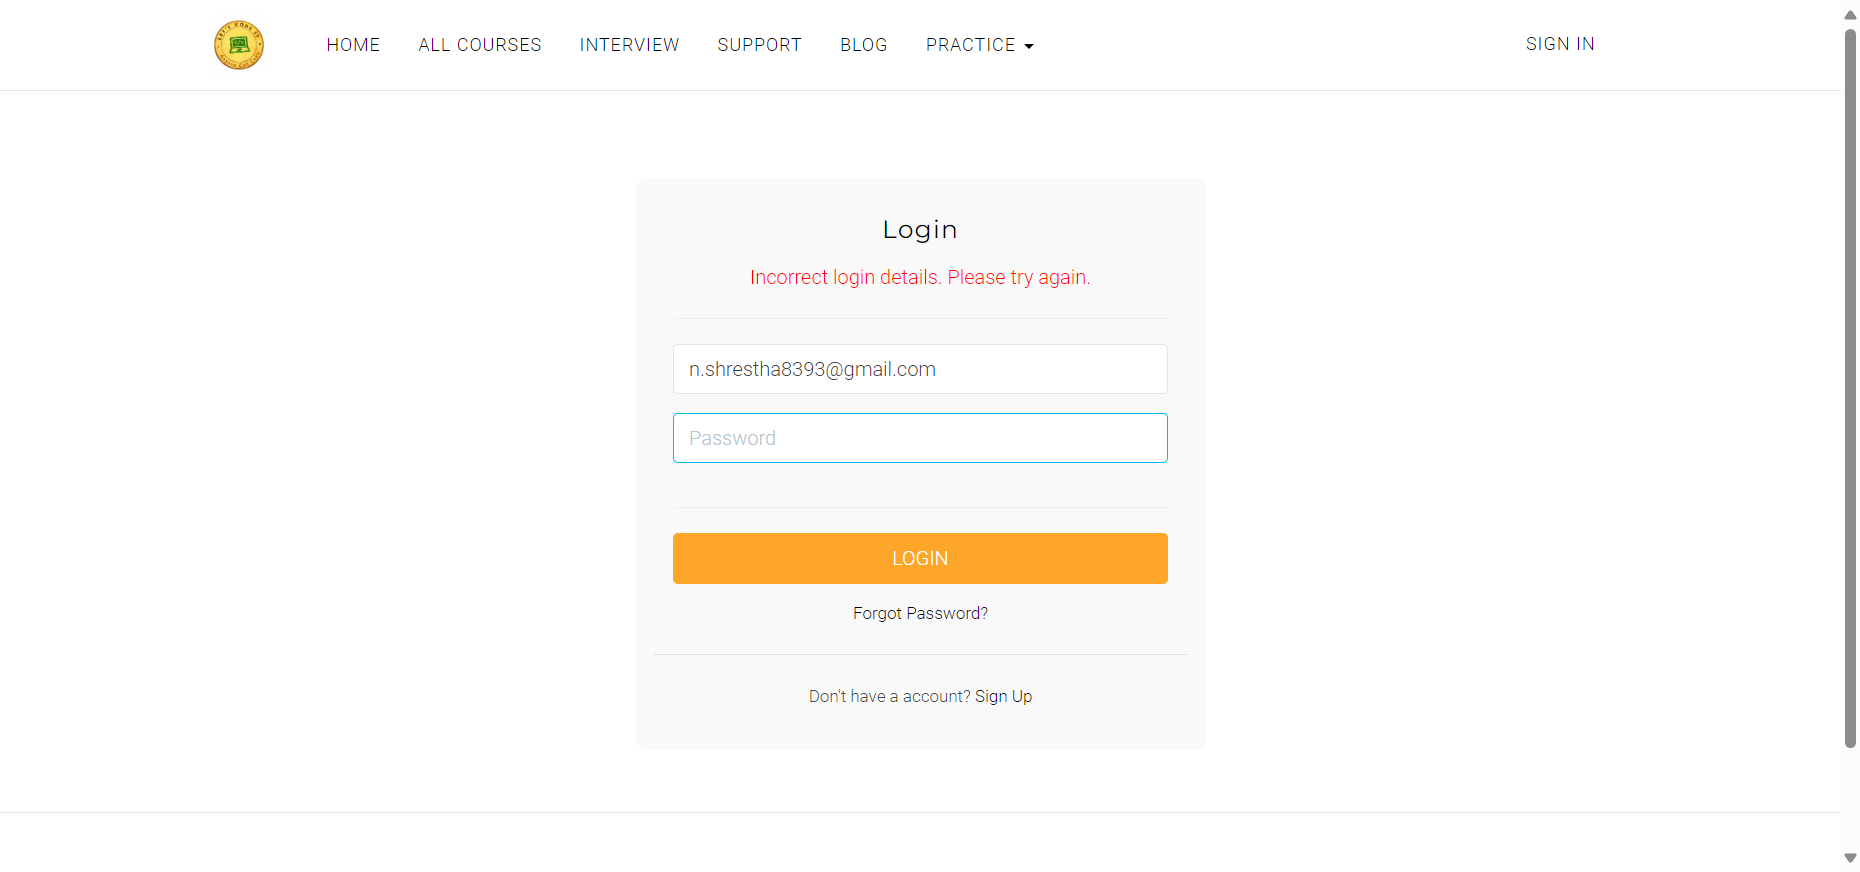 HOME ALL COURSES INTERVIEW SUPPORT BLOG PRACTICE SIGN IN
Login
Incorrect login details. Please try again.
n.shrestha8393@gmail.com
Password
LOGIN
Forgot Password?
Don't have a account? Sign Up